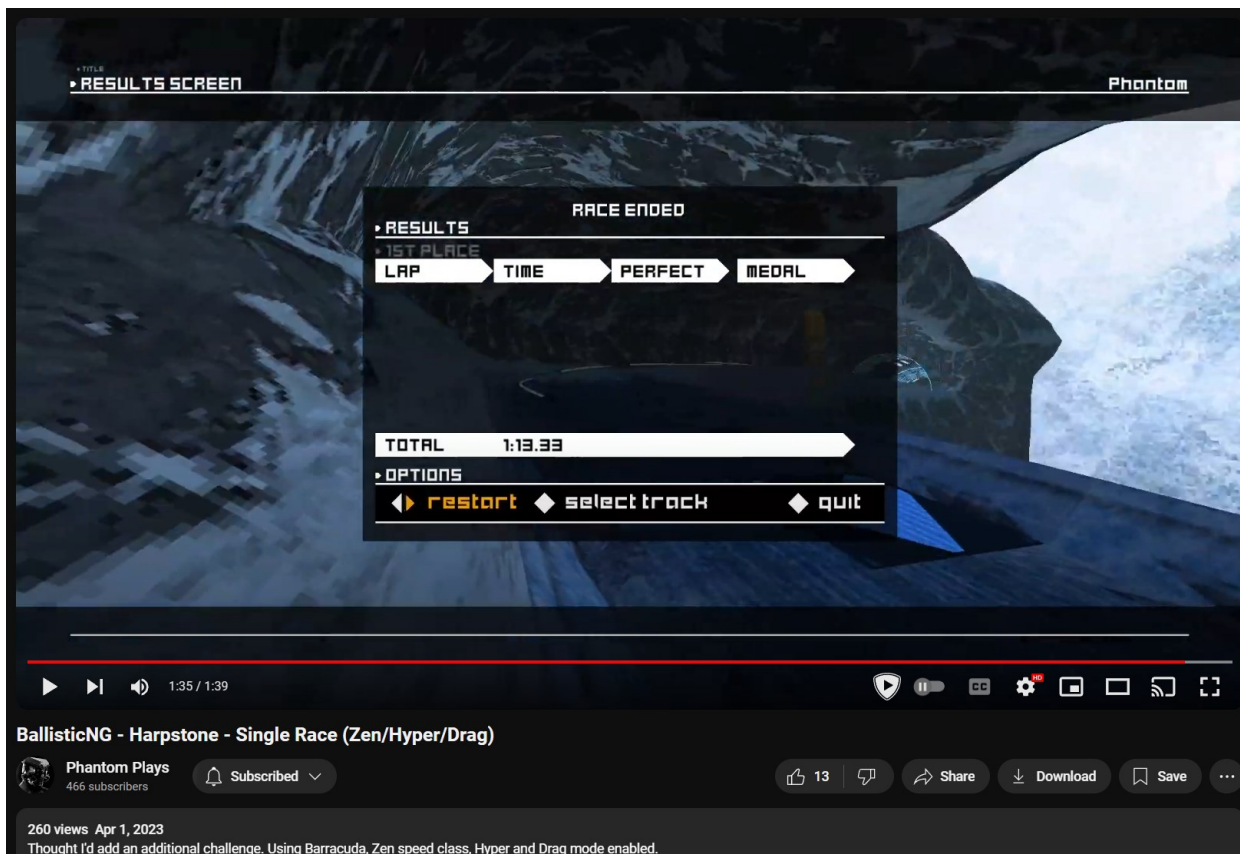 TITLE
RESULTS SCREEN
Phantom
RACE ENDED
RESULTS
1ST PLACE
LAP TIME PERFECT MEDAL
TOTAL 1:13.33
OPTIONS
restart select track quit
1:35 / 1:39
CC HD
BallisticNG - Harpstone - Single Race (Zen/Hyper/Drag)
Phantom Plays
466 subscribers
Subscribed
13 Share Download Save
260 views Apr 1, 2023
Thought I'd add an additional challenge. Using Barracuda, Zen speed class, Hyper and Drag mode enabled.